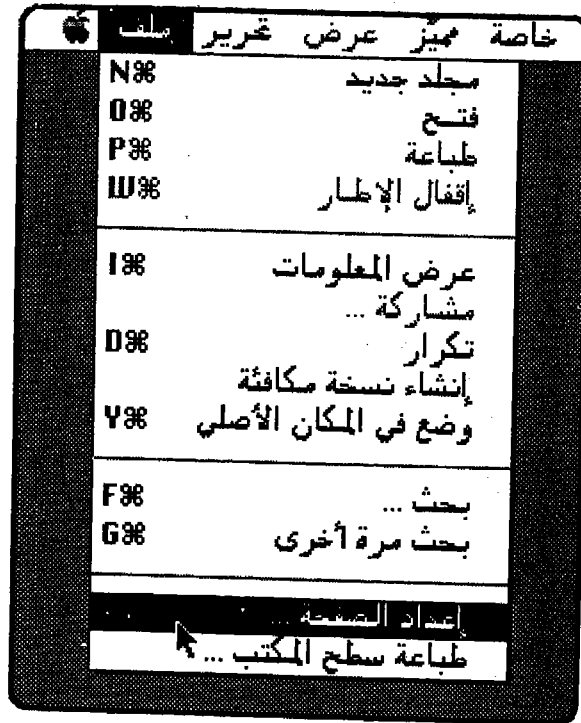 ملف تحرير عرض مميّز خاصة
مجلد جديد N⌘
فتح O⌘
طباعة P⌘
إقفال الإطار W⌘
عرض المعلومات I⌘
مشاركة ...
تكرار D⌘
إنشاء نسخة مكافئة
وضع في المكان الأصلي Y⌘
بحث ... F⌘
بحث مرة أخرى G⌘
إعداد الصفحة ...
طباعة سطح المكتب ...